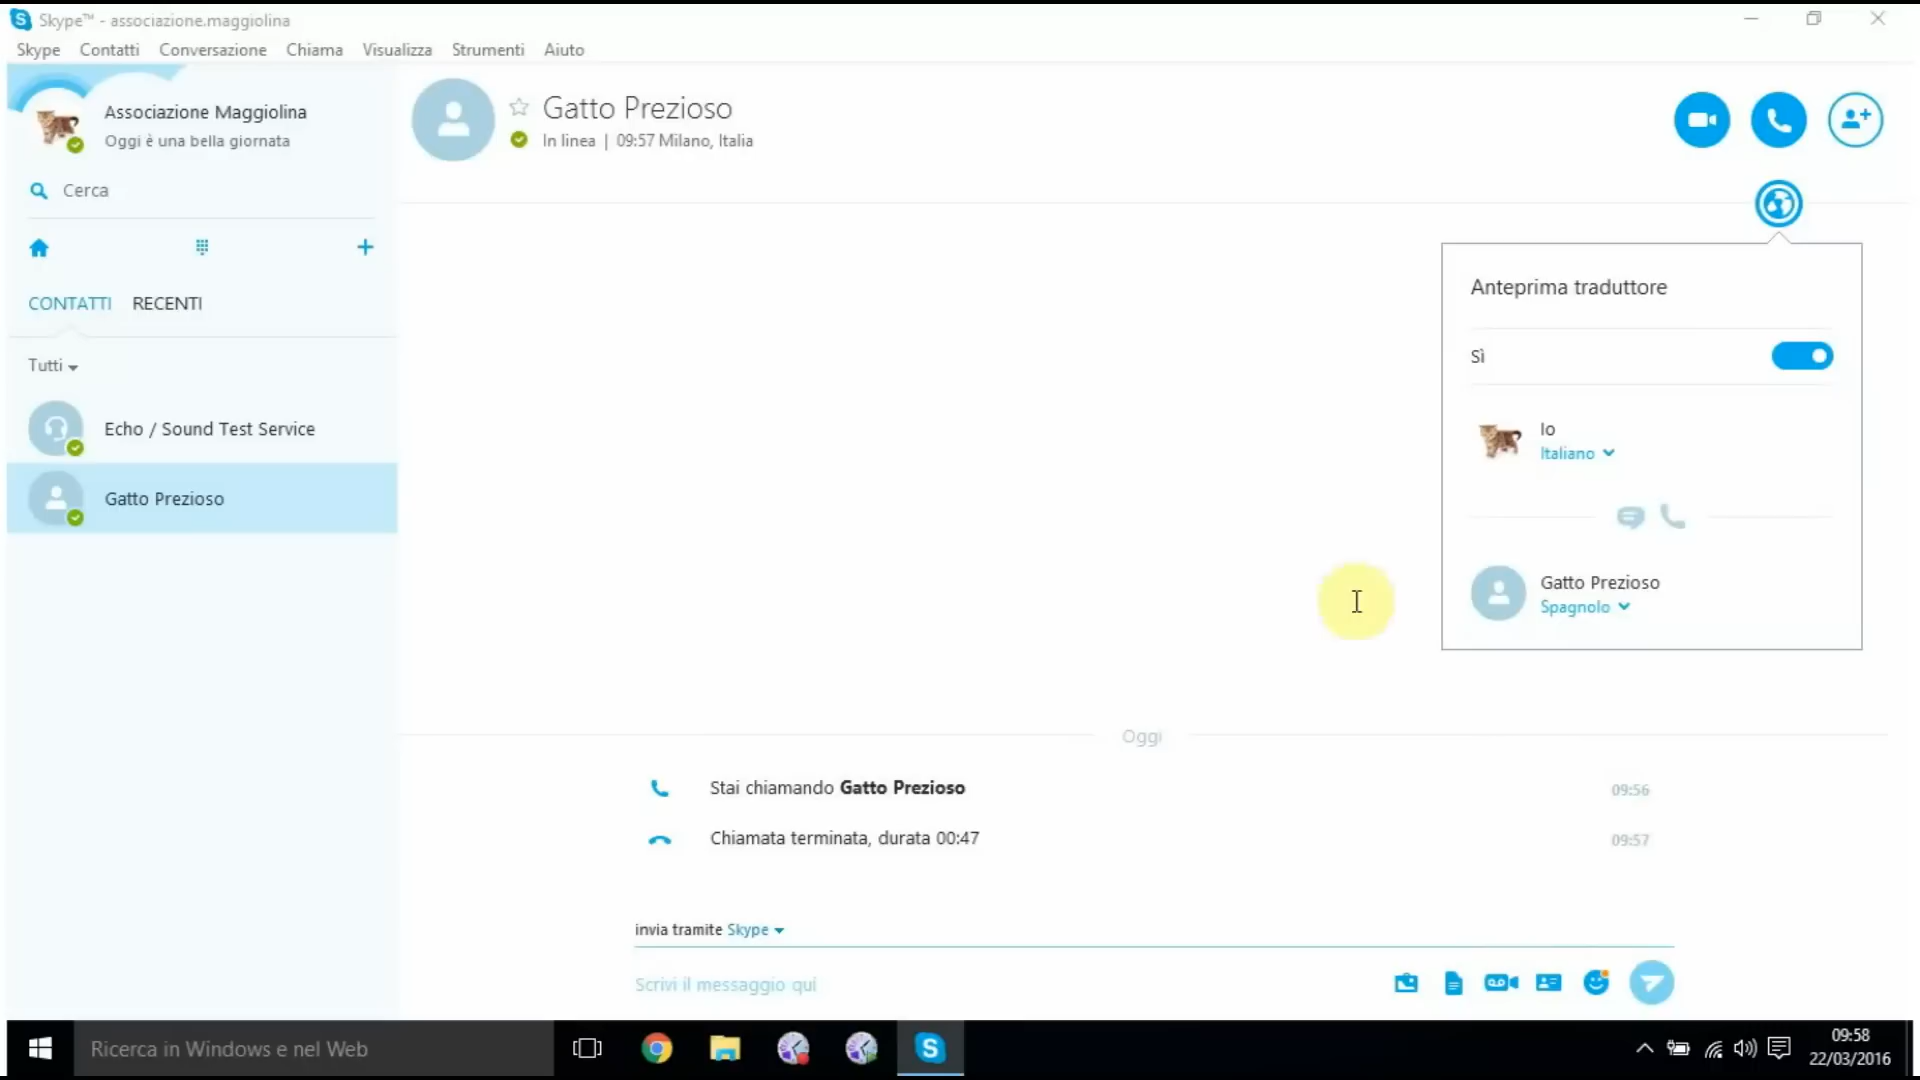 Skype™ - associazione.maggiolina
Skype Contatti Conversazione Chiama Visualizza Strumenti Aiuto
Associazione Maggiolina
Oggi è una bella giornata
Cerca
CONTATTI RECENTI
Tutti
Echo / Sound Test Service
Gatto Prezioso
Gatto Prezioso
In linea | 09:57 Milano, Italia
Anteprima traduttore
Sì
Io
Italiano
Gatto Prezioso
Spagnolo
Oggi
Stai chiamando Gatto Prezioso 09:56
Chiamata terminata, durata 00:47 09:57
invia tramite Skype
Scrivi il messaggio qui
Ricerca in Windows e nel Web
09:58
22/03/2016